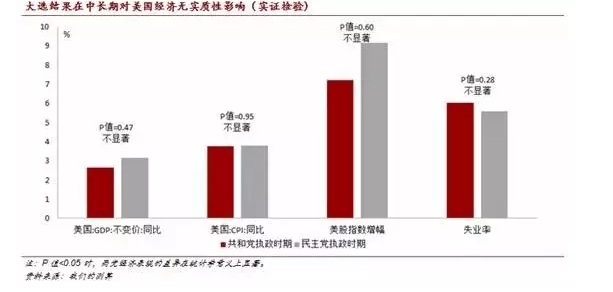 大选结果在中长期对美国经济无实质性影响（实证检验）
%
10
9
8
7
6
5
4
3
2
1
0
P值=0.47
不显著
P值=0.95
不显著
P值=0.60
不显著
P值=0.28
不显著
美国:GDP:不变价:同比
美国:CPI:同比
美股指数增幅
失业率
共和党执政时期
民主党执政时期
注：P 值<0.05 时，两党经济表现的差异在统计学意义上显著。
资料来源：我们的测算